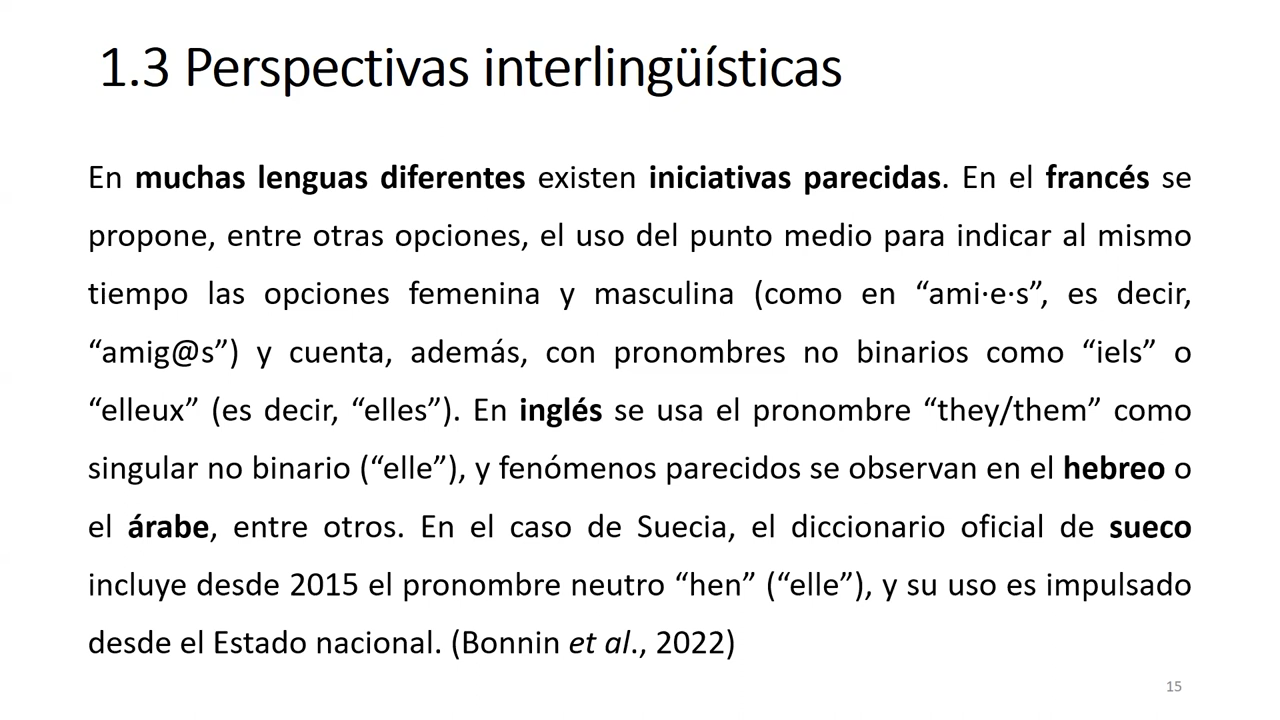 1.3 Perspectivas interlingüísticas
En muchas lenguas diferentes existen iniciativas parecidas. En el francés se
propone, entre otras opciones, el uso del punto medio para indicar al mismo
tiempo las opciones femenina y masculina (como en “ami·e·s”, es decir,
“amig@s”) y cuenta, además, con pronombres no binarios como “iels” o
“elleux” (es decir, “elles”). En inglés se usa el pronombre “they/them” como
singular no binario (“elle”), y fenómenos parecidos se observan en el hebreo o
el árabe, entre otros. En el caso de Suecia, el diccionario oficial de sueco
incluye desde 2015 el pronombre neutro “hen” (“elle”), y su uso es impulsado
desde el Estado nacional. (Bonnin et al., 2022)
15